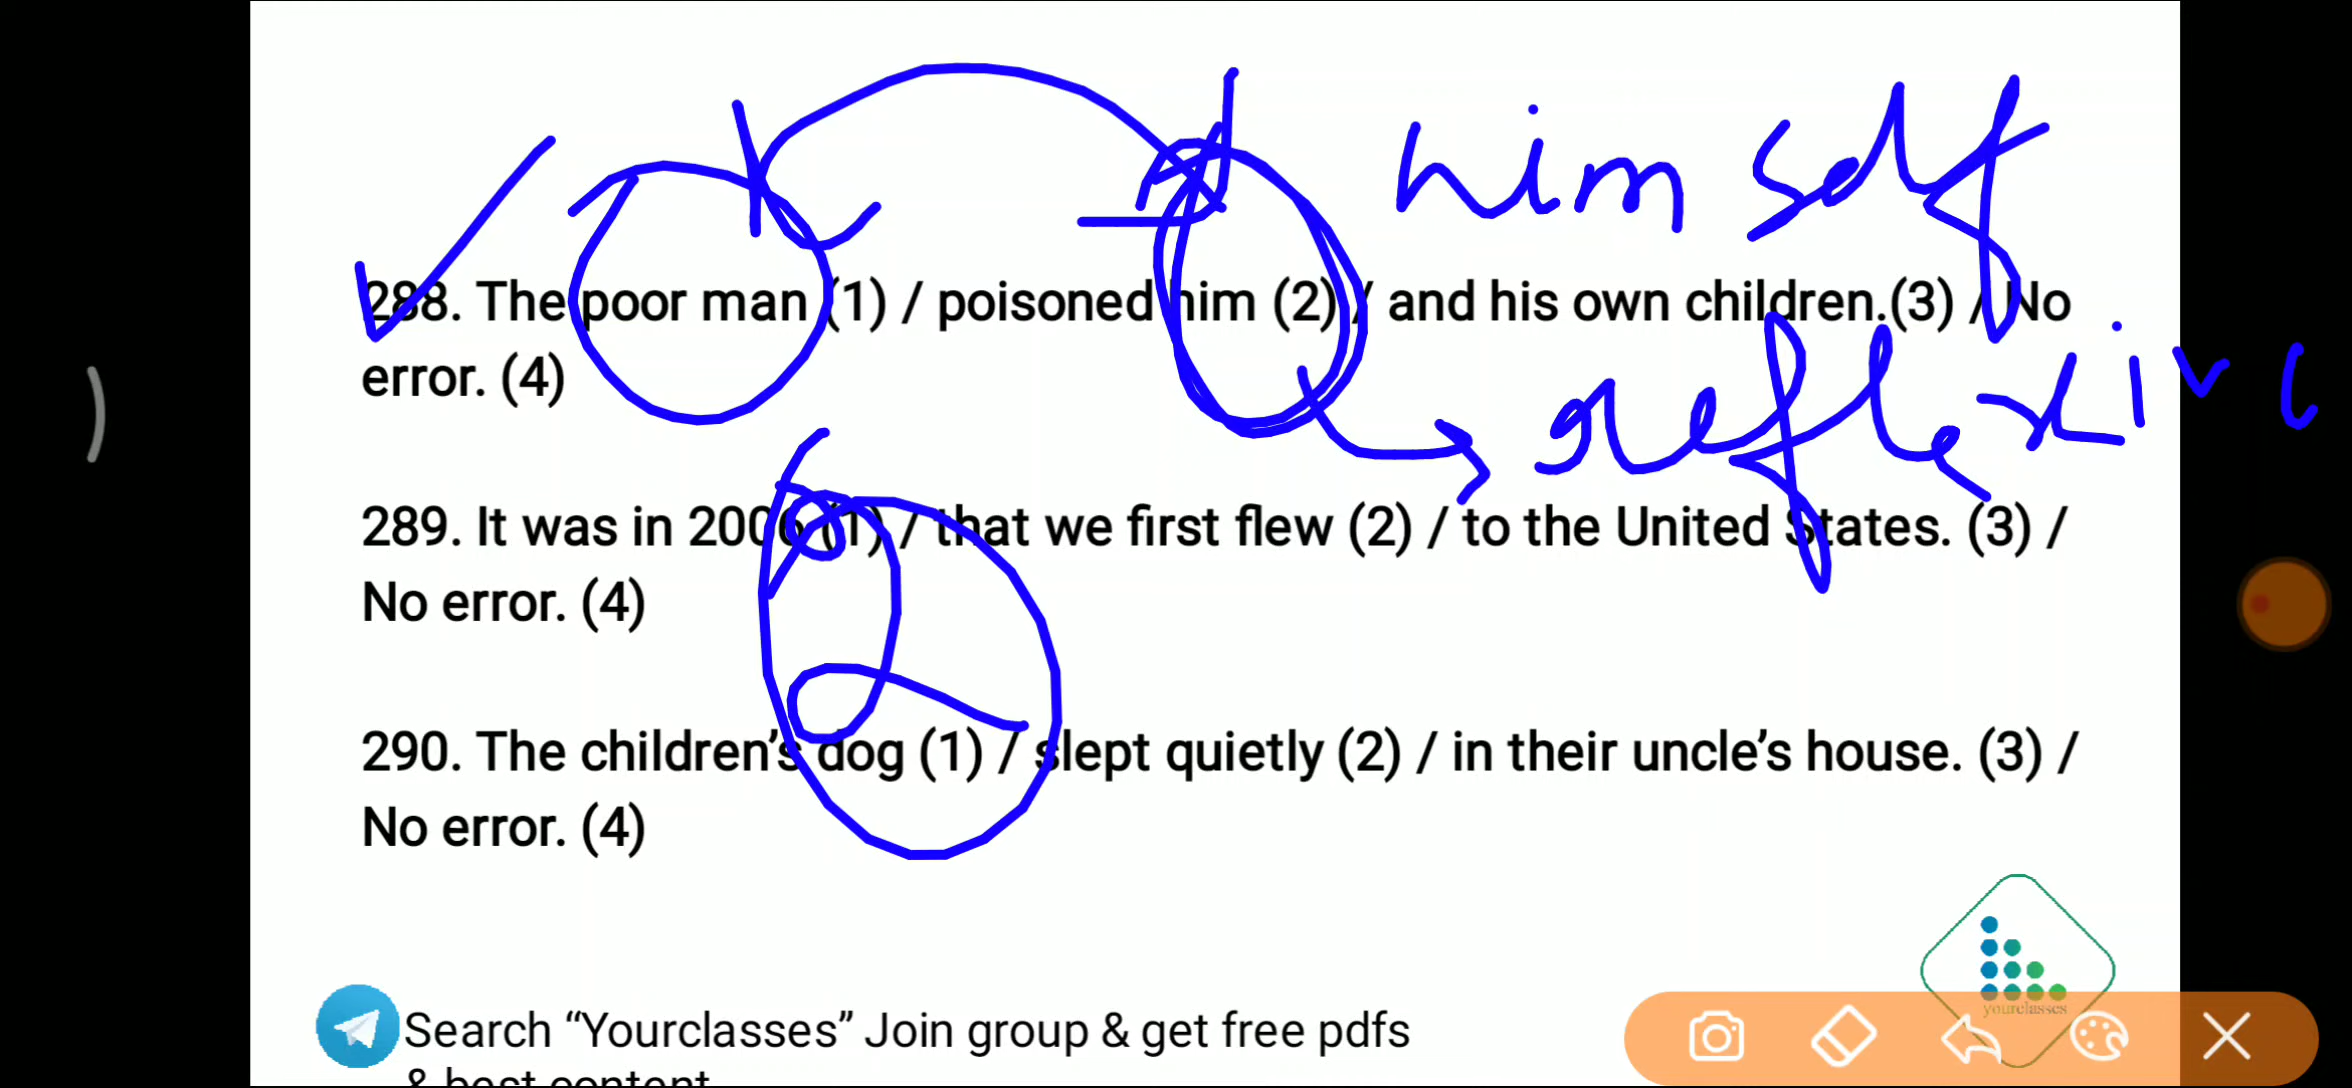 him self
288. The poor man (1) / poisoned him (2) / and his own children.(3) / No
error. (4)
reflexive
289. It was in 2006 (1) / that we first flew (2) / to the United States. (3) /
No error. (4)
2
290. The children's dog (1) / slept quietly (2) / in their uncle's house. (3) /
No error. (4)
yourclasses
Search “Yourclasses” Join group & get free pdfs
& best content